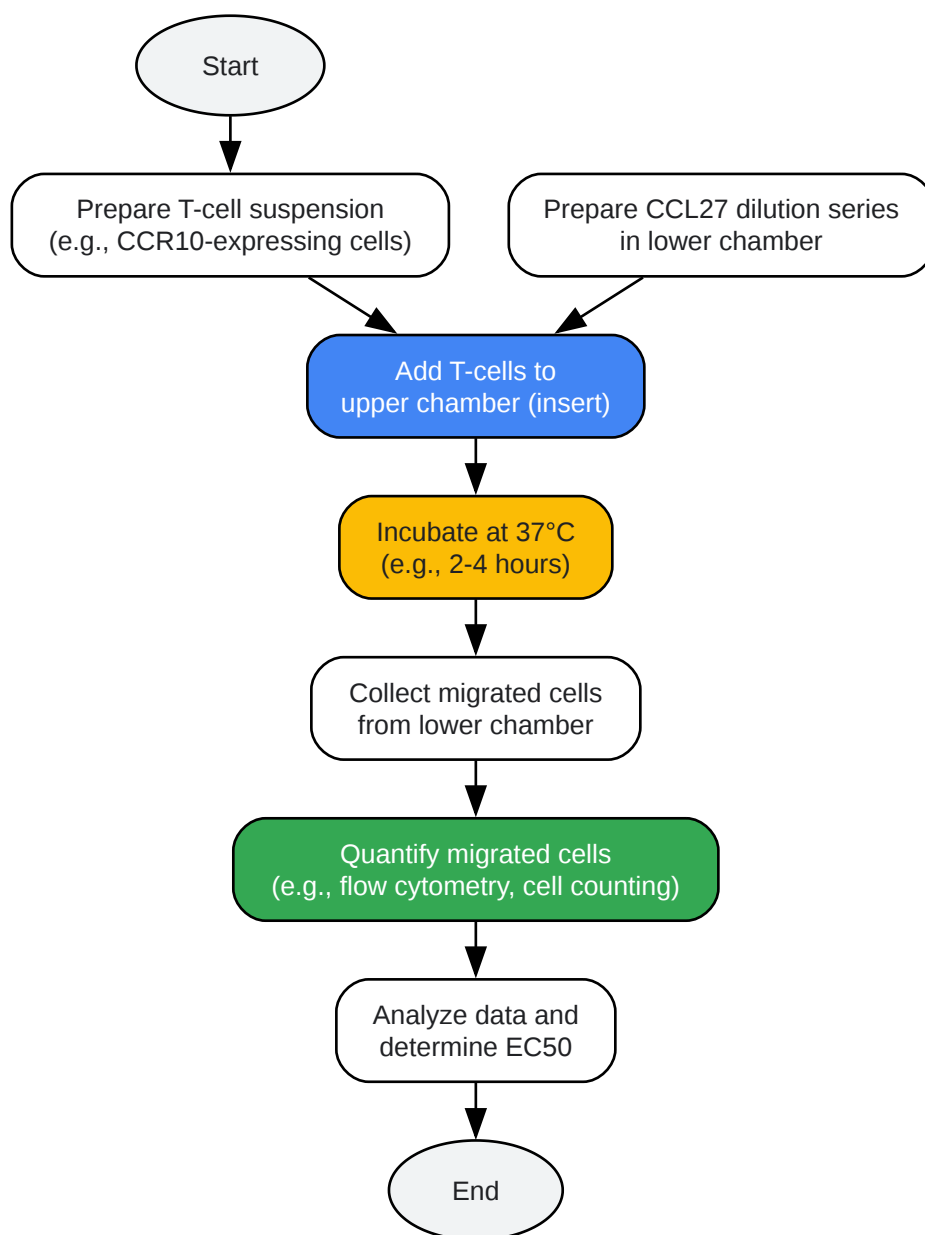 Start
Prepare T-cell suspension
(e.g., CCR10-expressing cells)
Prepare CCL27 dilution series
in lower chamber
Add T-cells to
upper chamber (insert)
Incubate at 37°C
(e.g., 2-4 hours)
Collect migrated cells
from lower chamber
Quantify migrated cells
(e.g., flow cytometry, cell counting)
Analyze data and
determine EC50
End